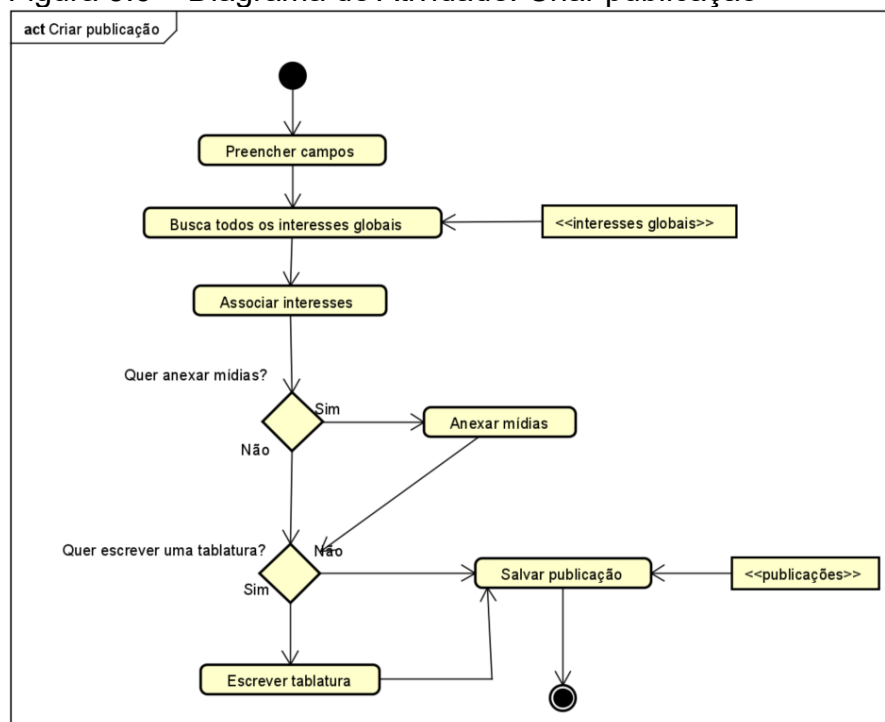 act Criar publicação
Preencher campos
Busca todos os interesses globais
<<interesses globais>>
Associar interesses
Quer anexar mídias?
Sim
Anexar mídias
Não
Quer escrever uma tablatura?
Não
Salvar publicação
<<publicações>>
Sim
Escrever tablatura